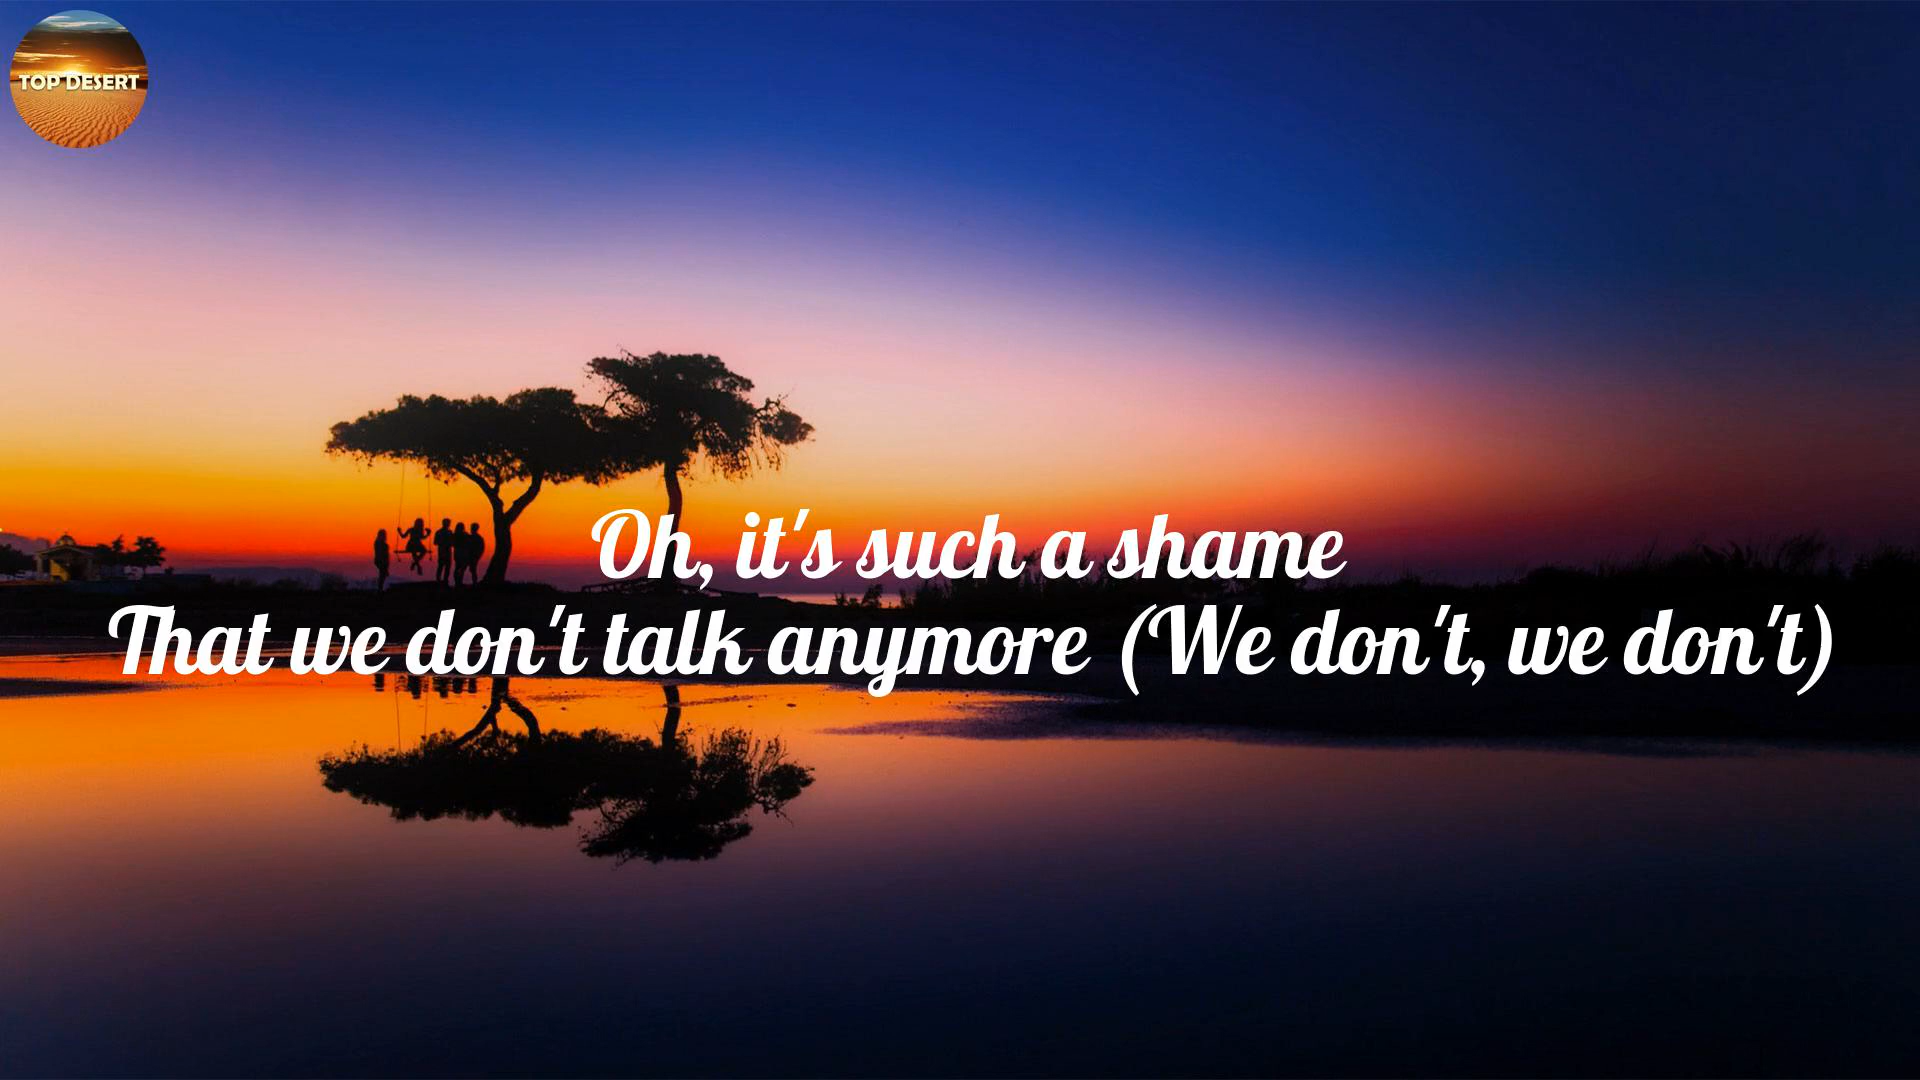 TOP DESERT
Oh, it's such a shame
That we don't talk anymore (We don't, we don't)